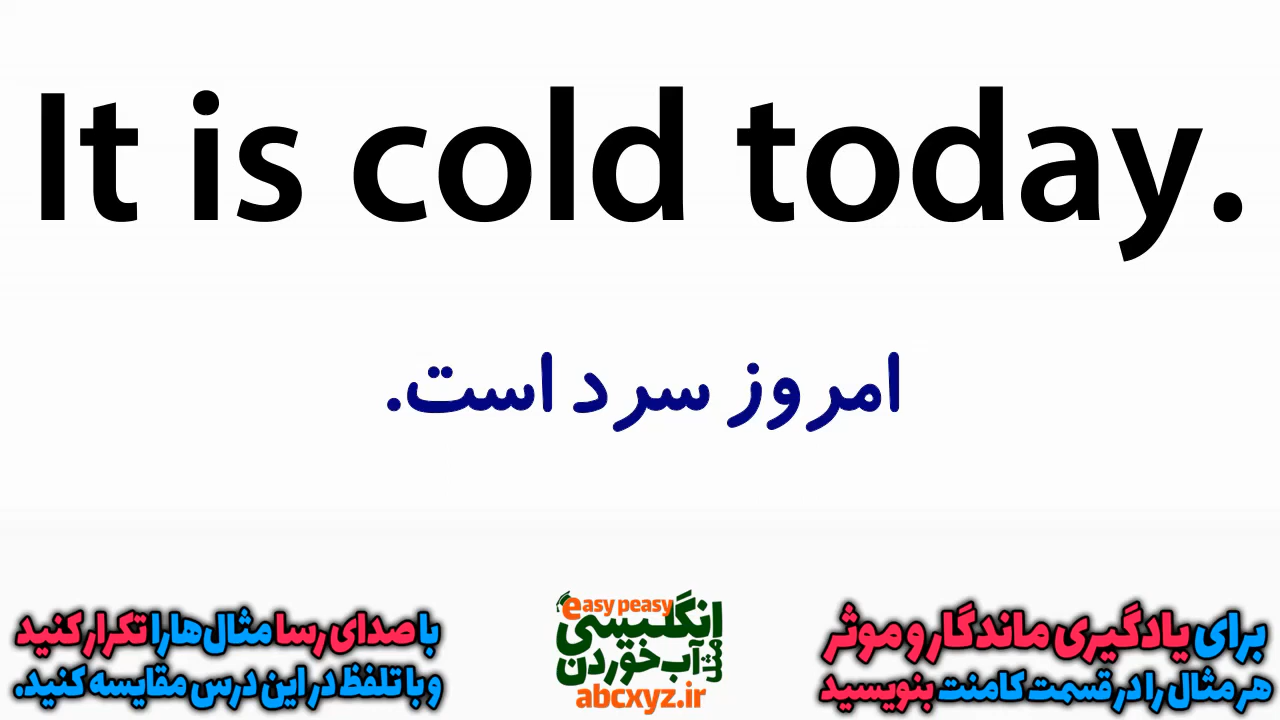 It is cold today.
امروز سرد است.
برای یادگیری ماندگار و موثر
هر مثال را در قسمت کامنت بنویسید
easy peasy
انگلیسی
مثل آب خوردن
abcxyz.ir
با صدای رسا مثال‌ها را تکرار کنید
و با تلفظ در این درس مقایسه کنید.